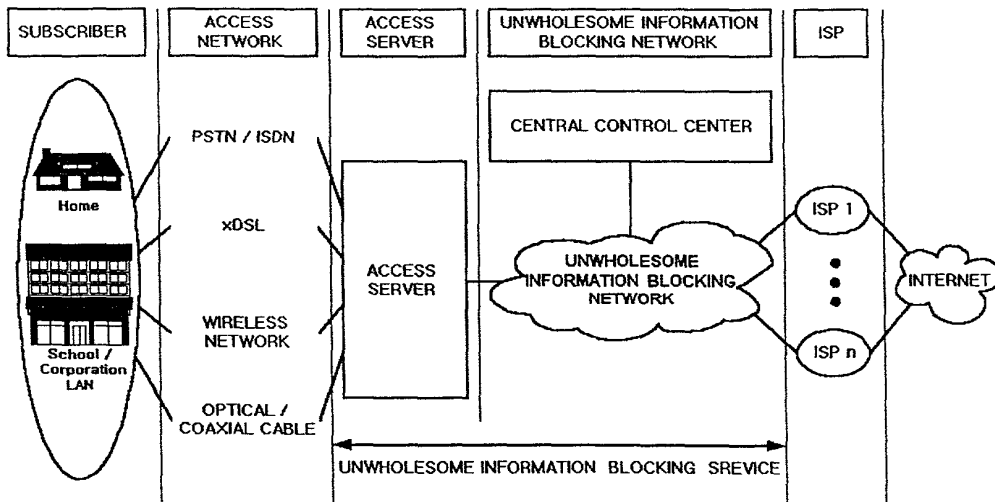 SUBSCRIBER
ACCESS
NETWORK
ACCESS
SERVER
UNWHOLESOME INFORMATION
BLOCKING NETWORK
ISP
CENTRAL CONTROL CENTER
PSTN / ISDN
Home
xDSL
ACCESS
SERVER
UNWHOLESOME
INFORMATION BLOCKING
NETWORK
ISP 1
INTERNET
WIRELESS
NETWORK
School /
Corporation
LAN
ISP n
OPTICAL /
COAXIAL CABLE
UNWHOLESOME INFORMATION BLOCKING SREVICE